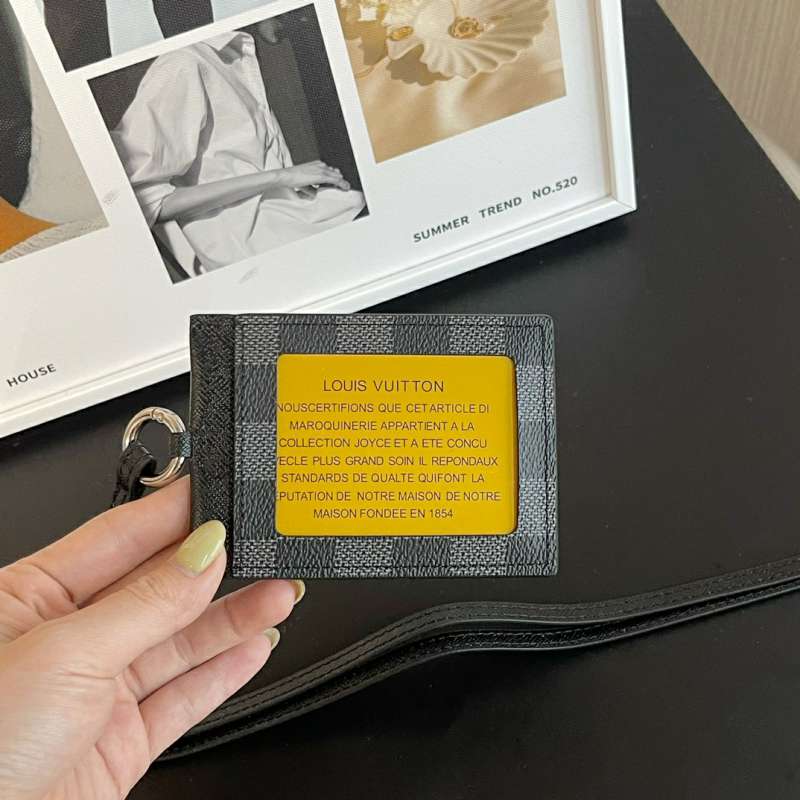 SUMMER TREND NO.520
HOUSE
LOUIS VUITTON
NOUSCERTIFIONS QUE CETARTICLE DI
MAROQUINERIE APPARTIENT A LA
COLLECTION JOYCE ET A ETE CONCU
ECLE PLUS GRAND SOIN IL REPONDAUX
STANDARDS DE QUALTE QUIFONT LA
PUTATION DE NOTRE MAISON DE NOTRE
MAISON FONDEE EN 1854